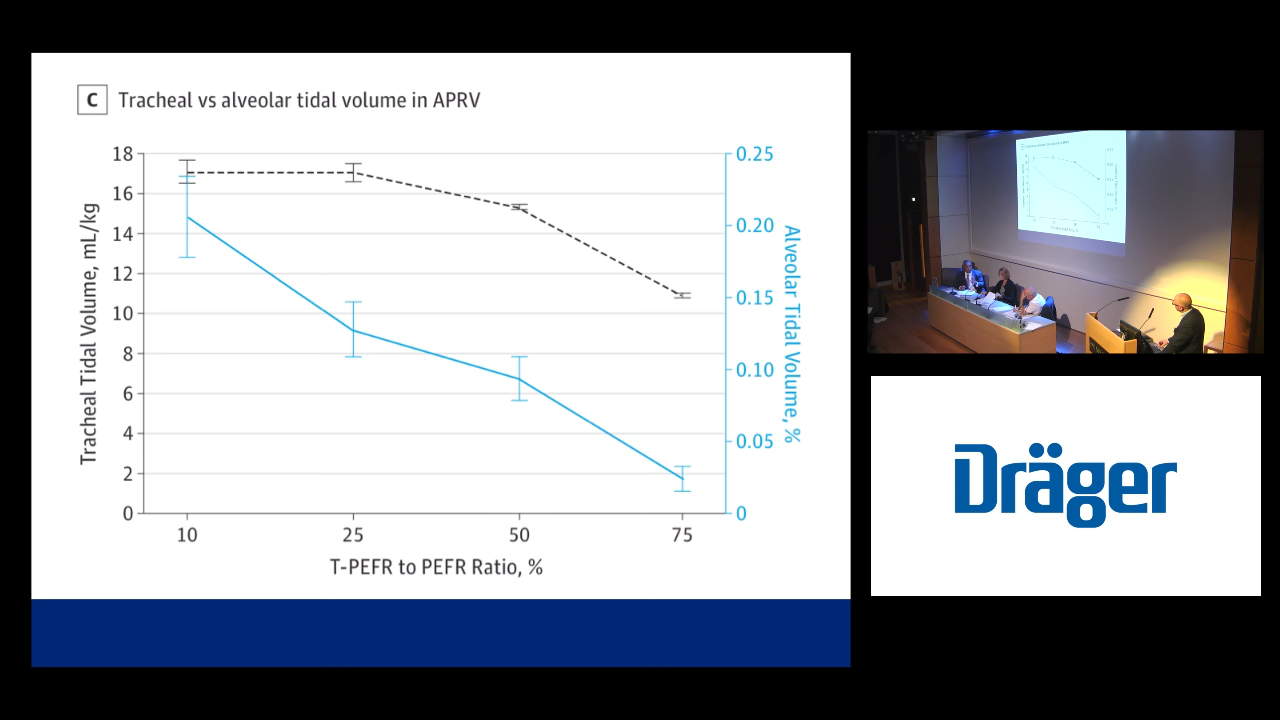 C Tracheal vs alveolar tidal volume in APRV
Tracheal Tidal Volume, mL/kg
18
16
14
12
10
8
6
4
2
0
0.25
0.20
0.15
0.10
0.05
0
Alveolar Tidal Volume, %
10 25 50 75
T-PEFR to PEFR Ratio, %
Dräger